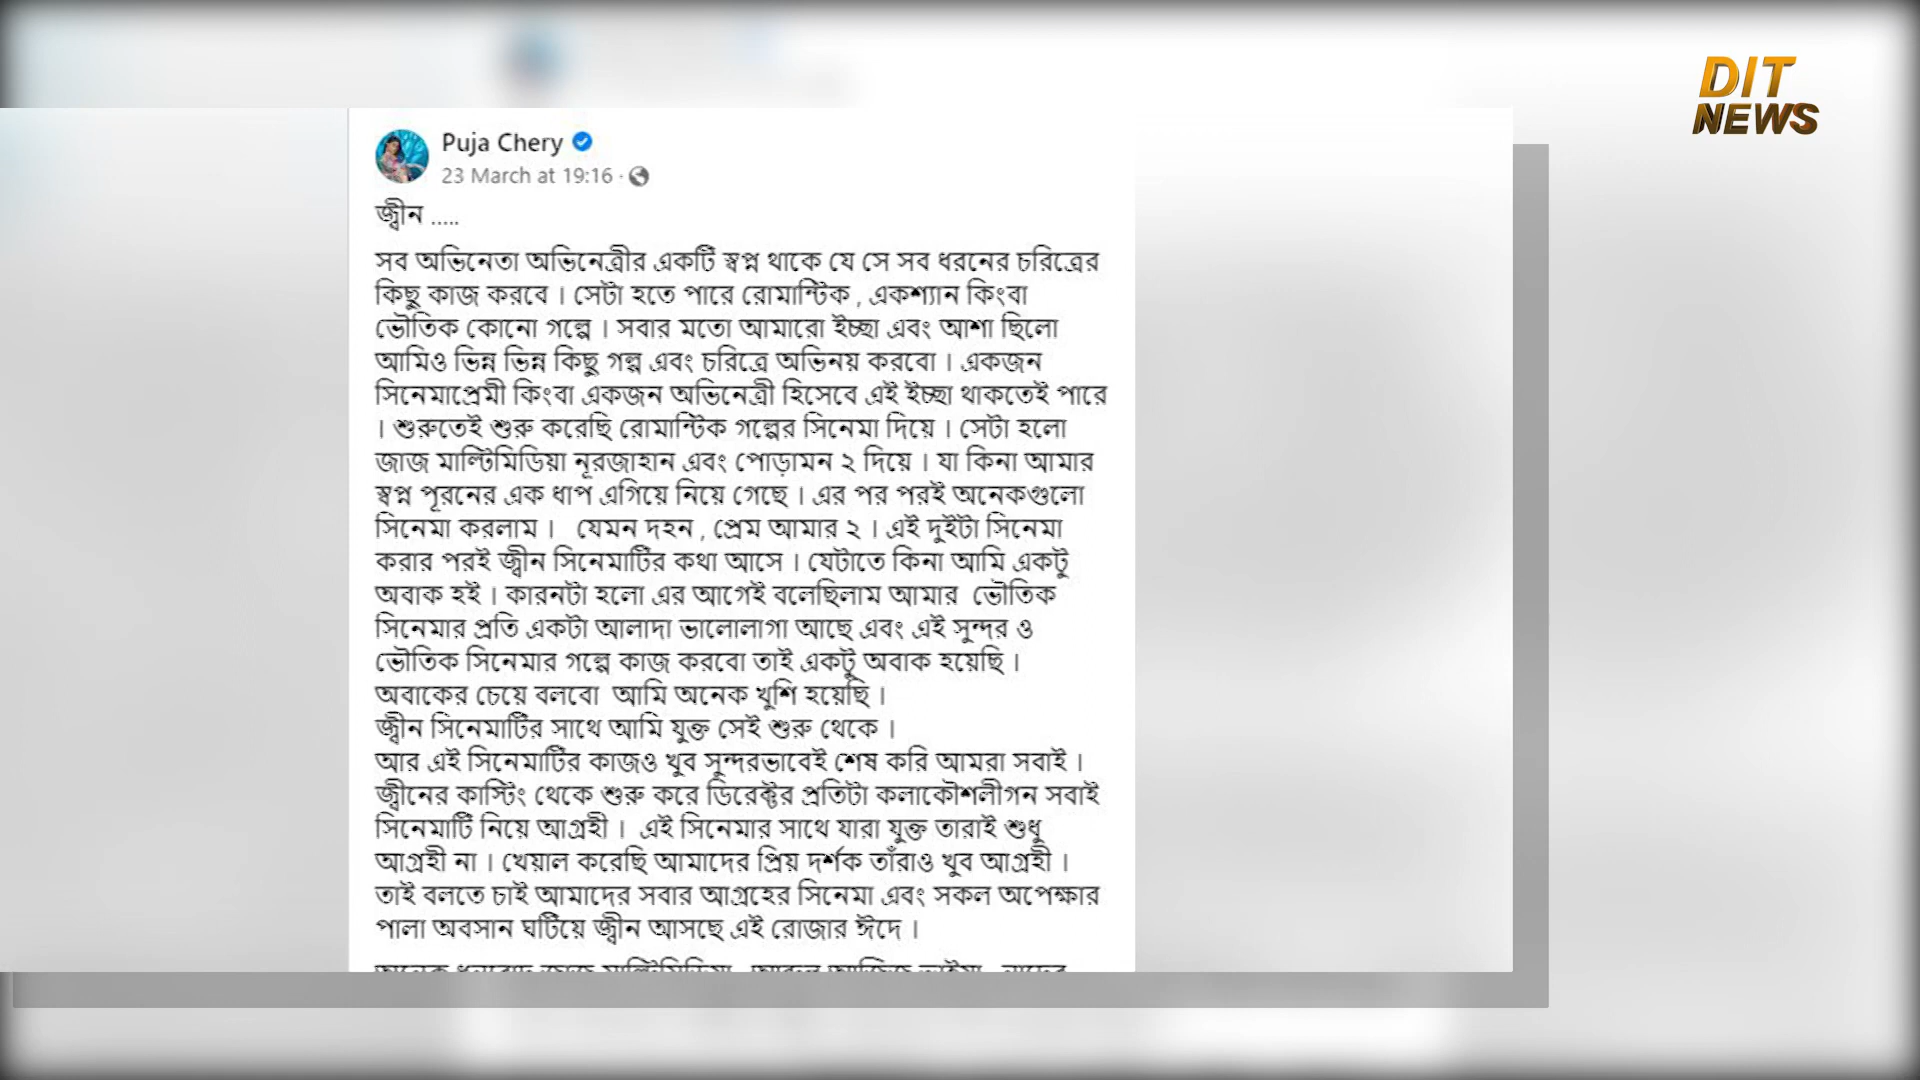 DIT
NEWS
Puja Chery
23 March at 19:16 ·
জ্বীন .....
সব অভিনেতা অভিনেত্রীর একটি স্বপ্ন থাকে যে সে সব ধরনের চরিত্রের
কিছু কাজ করবে । সেটা হতে পারে রোমান্টিক , একশ্যান কিংবা
ভৌতিক কোনো গল্পে । সবার মতো আমারো ইচ্ছা এবং আশা ছিলো
আমিও ভিন্ন ভিন্ন কিছু গল্প এবং চরিত্রে অভিনয় করবো । একজন
সিনেমাপ্রেমী কিংবা একজন অভিনেত্রী হিসেবে এই ইচ্ছা থাকতেই পারে
। শুরুতেই শুরু করেছি রোমান্টিক গল্পের সিনেমা দিয়ে । সেটা হলো
জাজ মাল্টিমিডিয়া নূরজাহান এবং পোড়ামন ২ দিয়ে । যা কিনা আমার
স্বপ্ন পূরনের এক ধাপ এগিয়ে নিয়ে গেছে । এর পর পরই অনেকগুলো
সিনেমা করলাম । যেমন দহন , প্রেম আমার ২ । এই দুইটা সিনেমা
করার পরই জ্বীন সিনেমাটির কথা আসে । যেটাতে কিনা আমি একটু
অবাক হই । কারনটা হলো এর আগেই বলেছিলাম আমার ভৌতিক
সিনেমার প্রতি একটা আলাদা ভালোলাগা আছে এবং এই সুন্দর ও
ভৌতিক সিনেমার গল্পে কাজ করবো তাই একটু অবাক হয়েছি ।
অবাকের চেয়ে বলবো আমি অনেক খুশি হয়েছি ।
জ্বীন সিনেমাটির সাথে আমি যুক্ত সেই শুরু থেকে ।
আর এই সিনেমাটির কাজও খুব সুন্দরভাবেই শেষ করি আমরা সবাই ।
জ্বীনের কাস্টিং থেকে শুরু করে ডিরেক্টর প্রতিটা কলাকৌশলীগন সবাই
সিনেমাটি নিয়ে আগ্রহী । এই সিনেমার সাথে যারা যুক্ত তারাই শুধু
আগ্রহী না । খেয়াল করেছি আমাদের প্রিয় দর্শক তাঁরাও খুব আগ্রহী ।
তাই বলতে চাই আমাদের সবার আগ্রহের সিনেমা এবং সকল অপেক্ষার
পালা অবসান ঘটিয়ে জ্বীন আসছে এই রোজার ঈদে ।